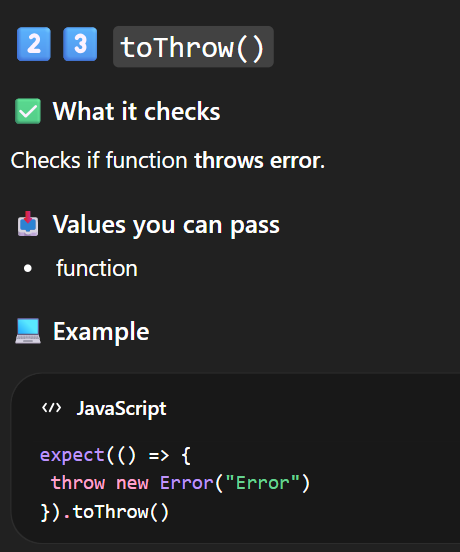 2 3 toThrow()
✅ What it checks
Checks if function throws error.
📥 Values you can pass
• function
💻 Example
</> JavaScript
expect(() => {
 throw new Error("Error")
}).toThrow()